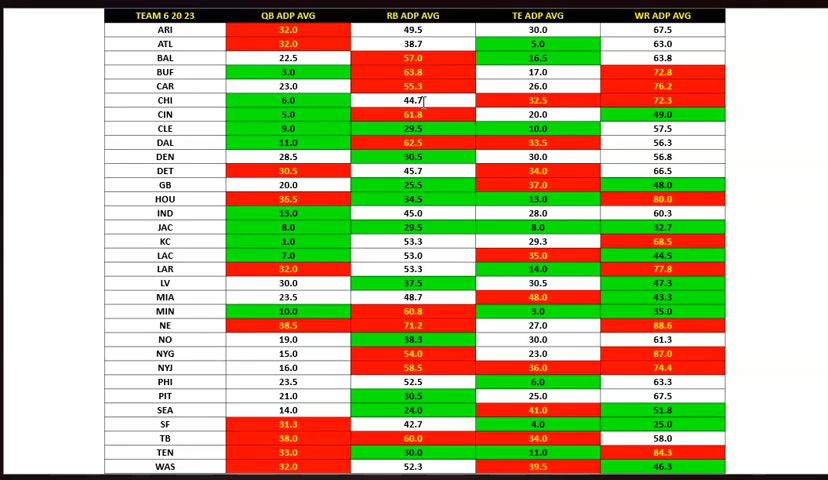 TEAM 6 20 23 QB ADP AVG RB ADP AVG TE ADP AVG WR ADP AVG
ARI 32.0 49.5 30.0 67.5
ATL 32.0 38.7 5.0 63.0
BAL 22.5 57.0 16.5 63.8
BUF 3.0 63.8 17.0 72.8
CAR 23.0 55.3 26.0 76.2
CHI 6.0 44.7 32.5 72.3
CIN 5.0 61.8 20.0 49.0
CLE 9.0 29.5 10.0 57.5
DAL 11.0 62.5 33.5 56.3
DEN 28.5 30.5 30.0 56.8
DET 30.5 45.7 34.0 66.5
GB 20.0 25.5 37.0 48.0
HOU 36.5 34.5 13.0 80.0
IND 13.0 45.0 28.0 60.3
JAC 8.0 29.5 8.0 32.7
KC 1.0 53.3 29.3 68.5
LAC 7.0 53.0 35.0 44.5
LAR 32.0 53.3 14.0 77.8
LV 30.0 37.5 30.5 47.3
MIA 23.5 48.7 48.0 43.3
MIN 10.0 60.8 3.0 35.0
NE 38.5 71.2 27.0 88.6
NO 19.0 38.3 30.0 61.3
NYG 15.0 54.0 23.0 87.0
NYJ 16.0 58.5 36.0 74.4
PHI 23.5 52.5 6.0 63.3
PIT 21.0 30.5 25.0 67.5
SEA 14.0 24.0 41.0 51.8
SF 31.3 42.7 4.0 25.0
TB 38.0 60.0 34.0 58.0
TEN 33.0 30.0 11.0 84.3
WAS 32.0 52.3 39.5 46.3